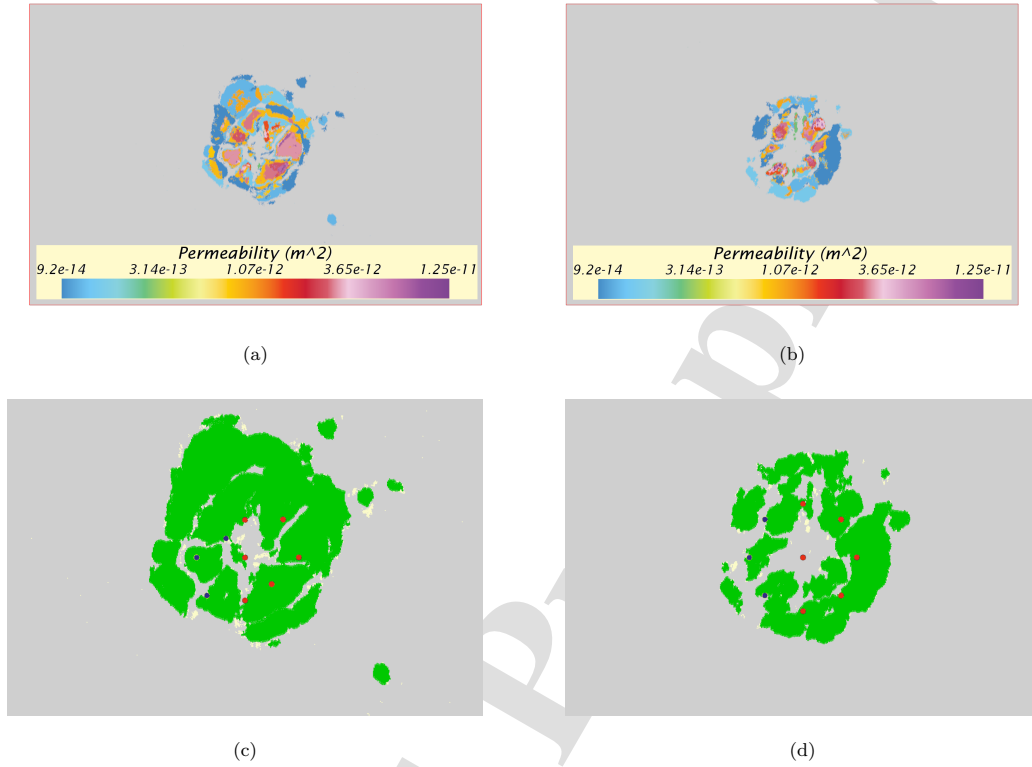 Permeability (m^2)
9.2e-14 3.14e-13 1.07e-12 3.65e-12 1.25e-11
Permeability (m^2)
9.2e-14 3.14e-13 1.07e-12 3.65e-12 1.25e-11
(a)
(b)
(c)
(d)